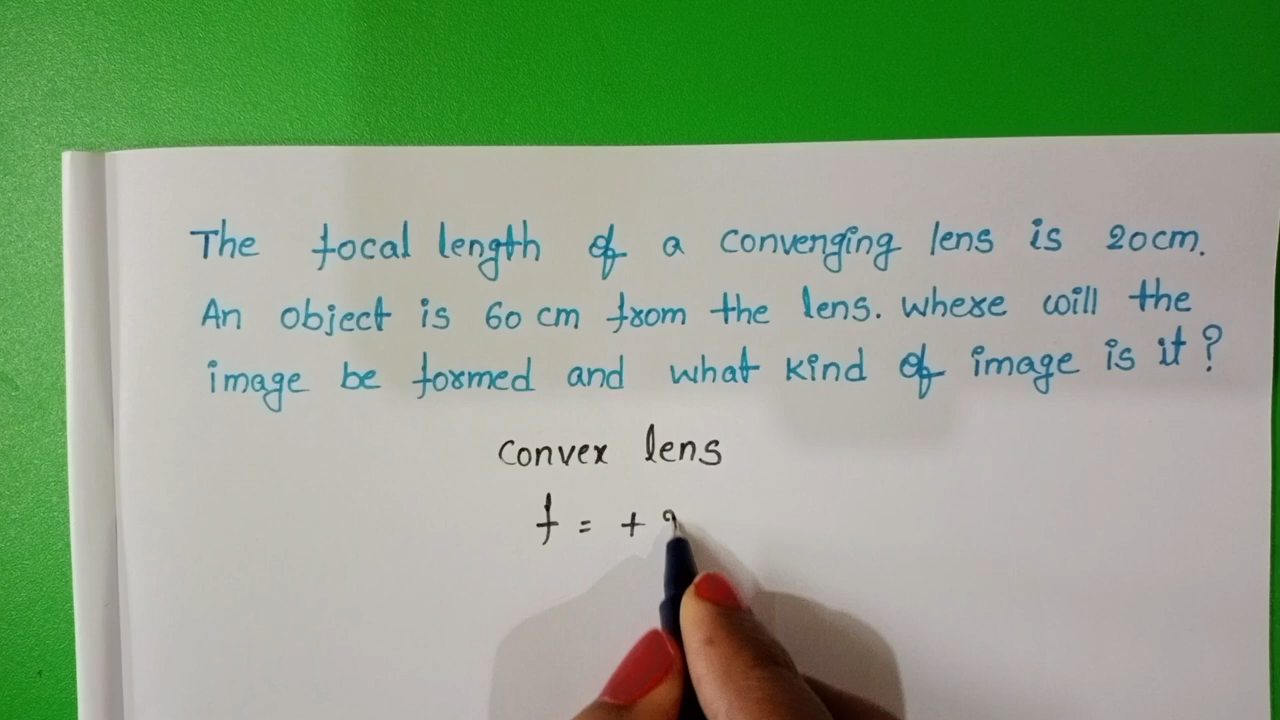 The focal length of a converging lens is 20cm.
An object is 60 cm from the lens. where will the
image be formed and what kind of image is it?
convex lens
f = +